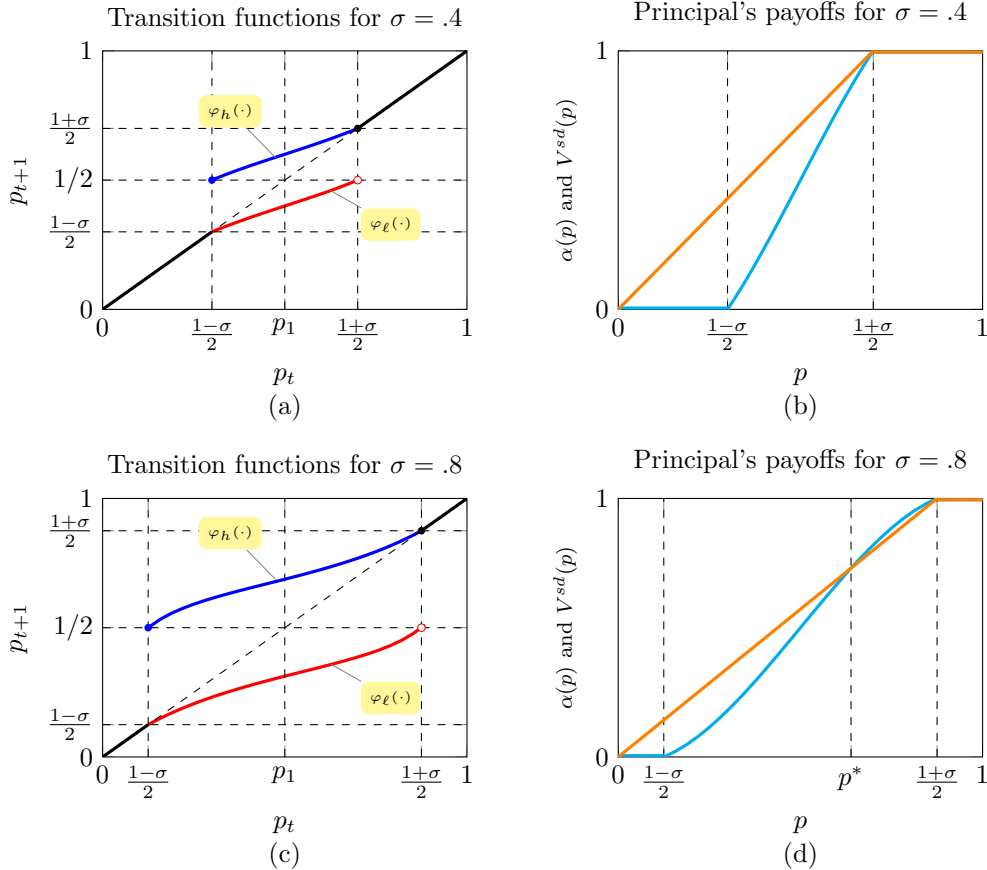 Transition functions for σ = .4
1
1+σ/2
1/2
1−σ/2
0
p_{t+1}
φ_h(·)
φ_ℓ(·)
0
1−σ/2
p_1
1+σ/2
1
p_t
(a)
Principal's payoffs for σ = .4
1
0
α(p) and V^{sd}(p)
0
1−σ/2
1+σ/2
1
p
(b)
Transition functions for σ = .8
1
1+σ/2
1/2
1−σ/2
0
p_{t+1}
φ_h(·)
φ_ℓ(·)
0
1−σ/2
p_1
1+σ/2
1
p_t
(c)
Principal's payoffs for σ = .8
1
0
α(p) and V^{sd}(p)
0
1−σ/2
p*
1+σ/2
1
p
(d)